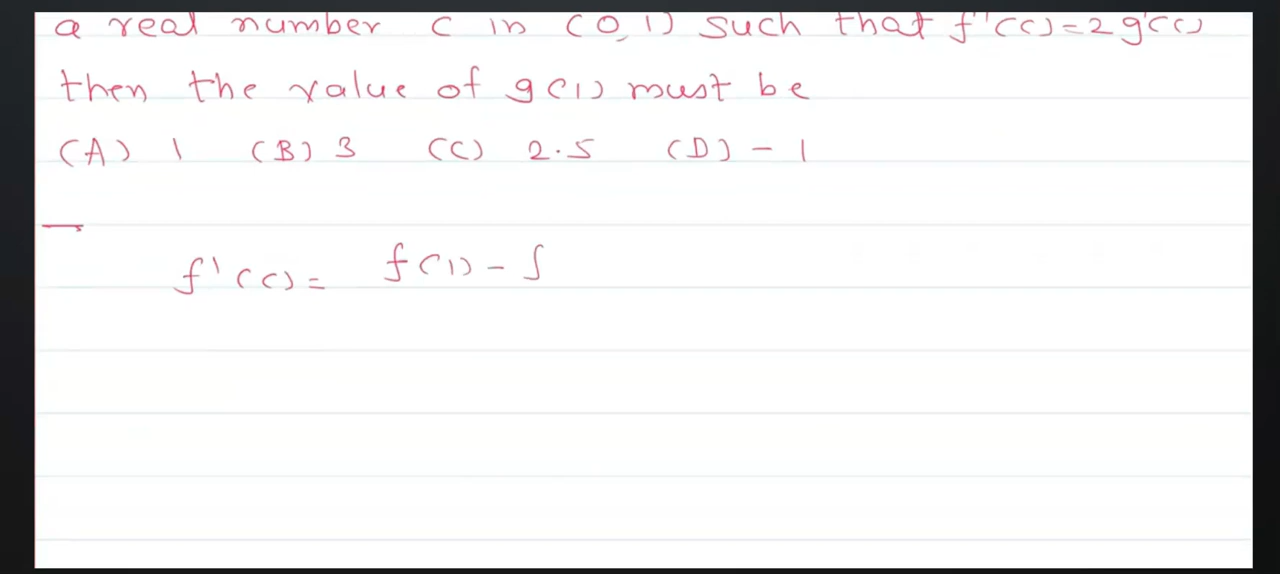 a real number c in (0,1) such that f'(c)=2g'(c)
then the value of g(1) must be
(A) 1 (B) 3 (C) 2.5 (D) -1
f'(c) = f(1) - f